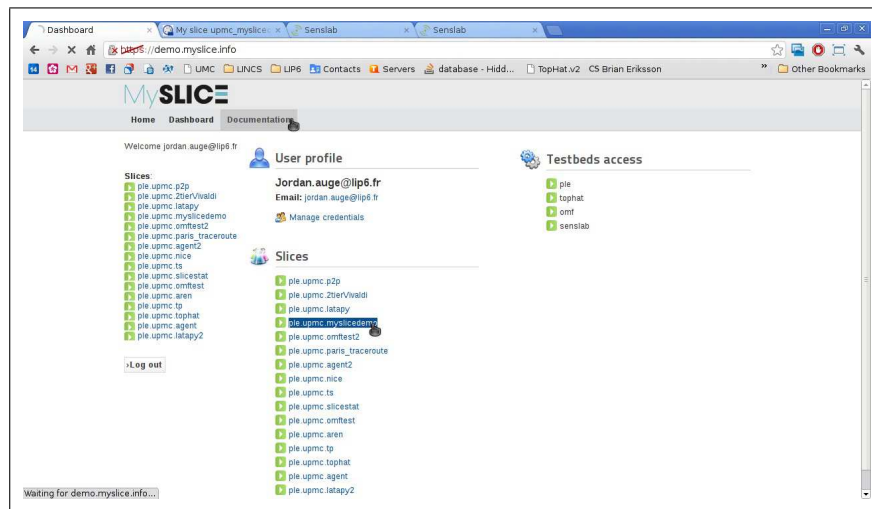 Dashboard
My slice upmc_myslice
Senslab
Senslab
https://demo.myslice.info
UMC
LINCS
LIP6
Contacts
Servers
database - Hidd...
TopHat.v2
CS Brian Eriksson
»
Other Bookmarks
MySLICE
Home Dashboard Documentation
Welcome jordan.auge@lip6.fr
Slices:
ple.upmc.p2p
ple.upmc.2tierVivaldi
ple.upmc.latapy
ple.upmc.myslicedemo
ple.upmc.omftest2
ple.upmc.paris_traceroute
ple.upmc.agent2
ple.upmc.nice
ple.upmc.ts
ple.upmc.slicestat
ple.upmc.omftest
ple.upmc.aren
ple.upmc.tp
ple.upmc.tophat
ple.upmc.agent
ple.upmc.latapy2
›Log out
User profile
Jordan.auge@lip6.fr
Email: jordan.auge@lip6.fr
Manage credentials
Slices
ple.upmc.p2p
ple.upmc.2tierVivaldi
ple.upmc.latapy
ple.upmc.myslicedemo
ple.upmc.omftest2
ple.upmc.paris_traceroute
ple.upmc.agent2
ple.upmc.nice
ple.upmc.ts
ple.upmc.slicestat
ple.upmc.omftest
ple.upmc.aren
ple.upmc.tp
ple.upmc.tophat
ple.upmc.agent
ple.upmc.latapy2
Testbeds access
ple
tophat
omf
senslab
Waiting for demo.myslice.info...